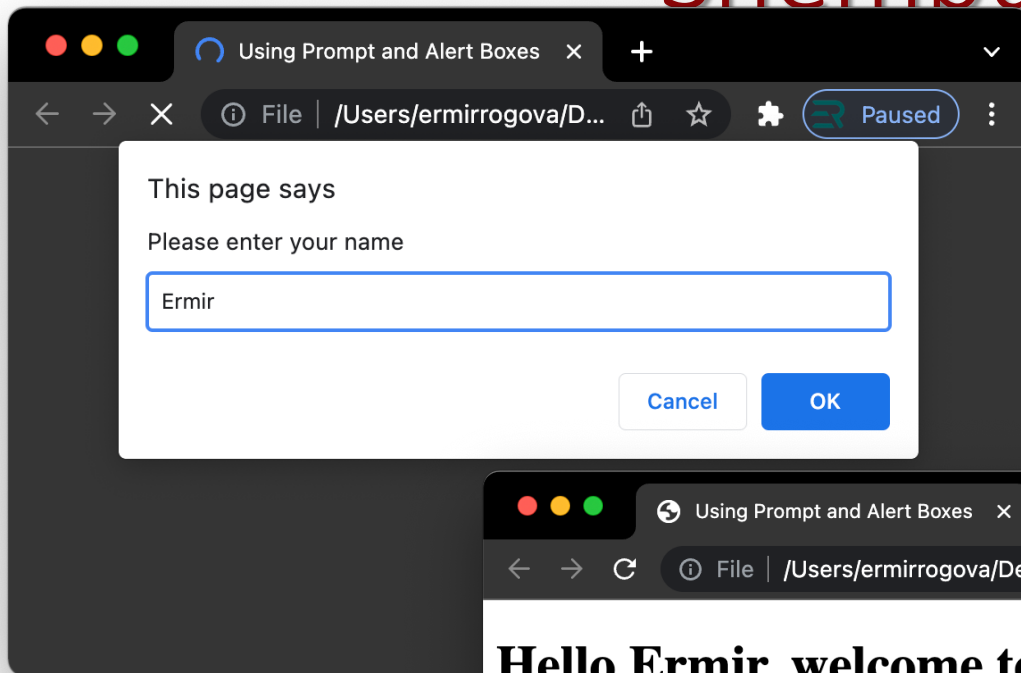 Using Prompt and Alert Boxes
File /Users/ermirrogova/D... Paused
This page says
Please enter your name
Ermir
Cancel OK
Using Prompt and Alert Boxes
File /Users/ermirrogova/De
Hello Ermir, welcome to